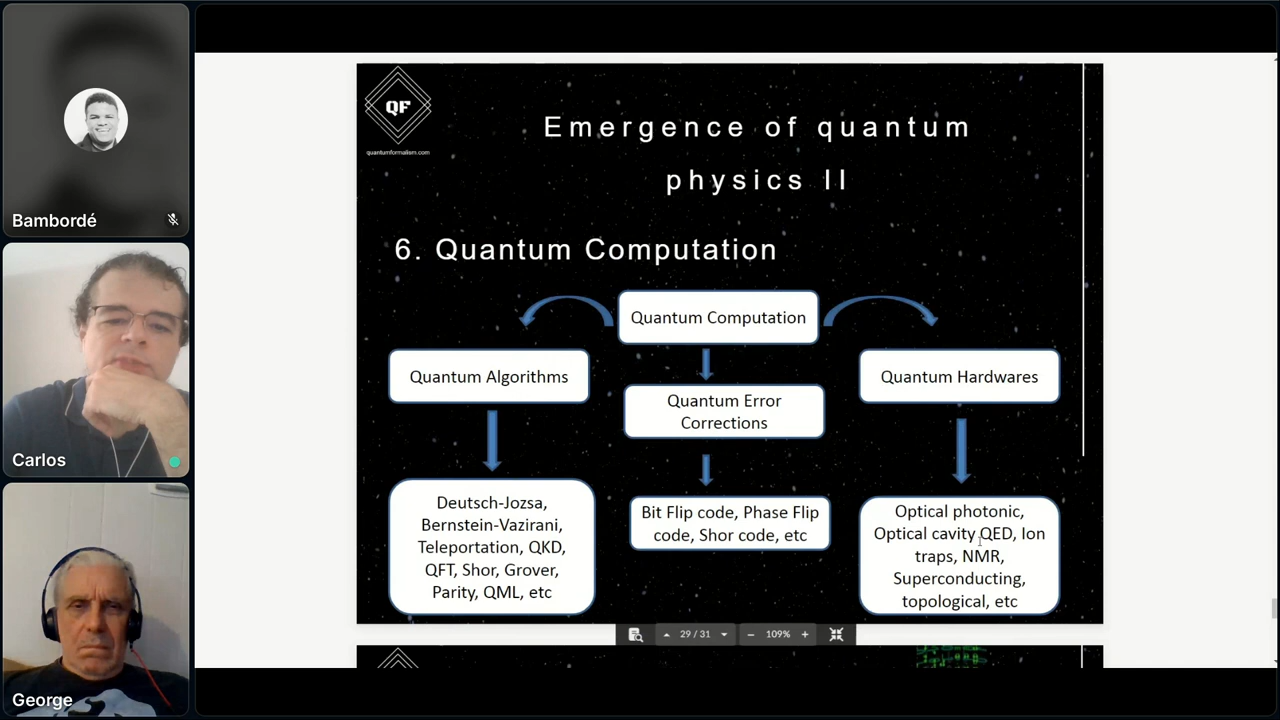 Bambordé
Carlos
George
QF
quantumformalism.com
Emergence of quantum
physics II
6. Quantum Computation
Quantum Computation
Quantum Algorithms
Quantum Error
Corrections
Quantum Hardwares
Deutsch-Jozsa,
Bernstein-Vazirani,
Teleportation, QKD,
QFT, Shor, Grover,
Parity, QML, etc
Bit Flip code, Phase Flip
code, Shor code, etc
Optical photonic,
Optical cavity QED, Ion
traps, NMR,
Superconducting,
topological, etc
29 / 31
109%